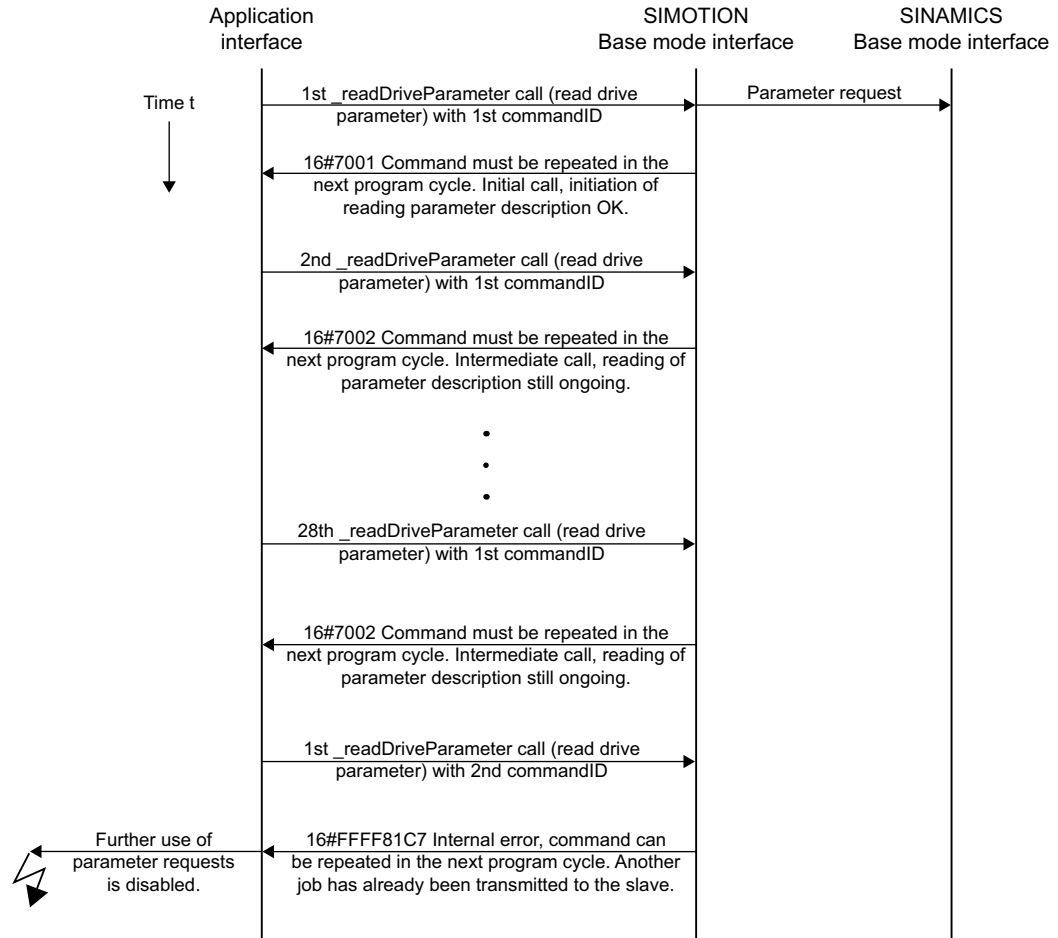 Application
interface
SIMOTION
Base mode interface
SINAMICS
Base mode interface
Time t
1st _readDriveParameter call (read drive
parameter) with 1st commandID
Parameter request
16#7001 Command must be repeated in the
next program cycle. Initial call, initiation of
reading parameter description OK.
2nd _readDriveParameter call (read drive
parameter) with 1st commandID
16#7002 Command must be repeated in the
next program cycle. Intermediate call, reading of
parameter description still ongoing.
28th _readDriveParameter call (read drive
parameter) with 1st commandID
16#7002 Command must be repeated in the
next program cycle. Intermediate call, reading of
parameter description still ongoing.
1st _readDriveParameter call (read drive
parameter) with 2nd commandID
Further use of
parameter requests
is disabled.
16#FFFF81C7 Internal error, command can
be repeated in the next program cycle. Another
job has already been transmitted to the slave.